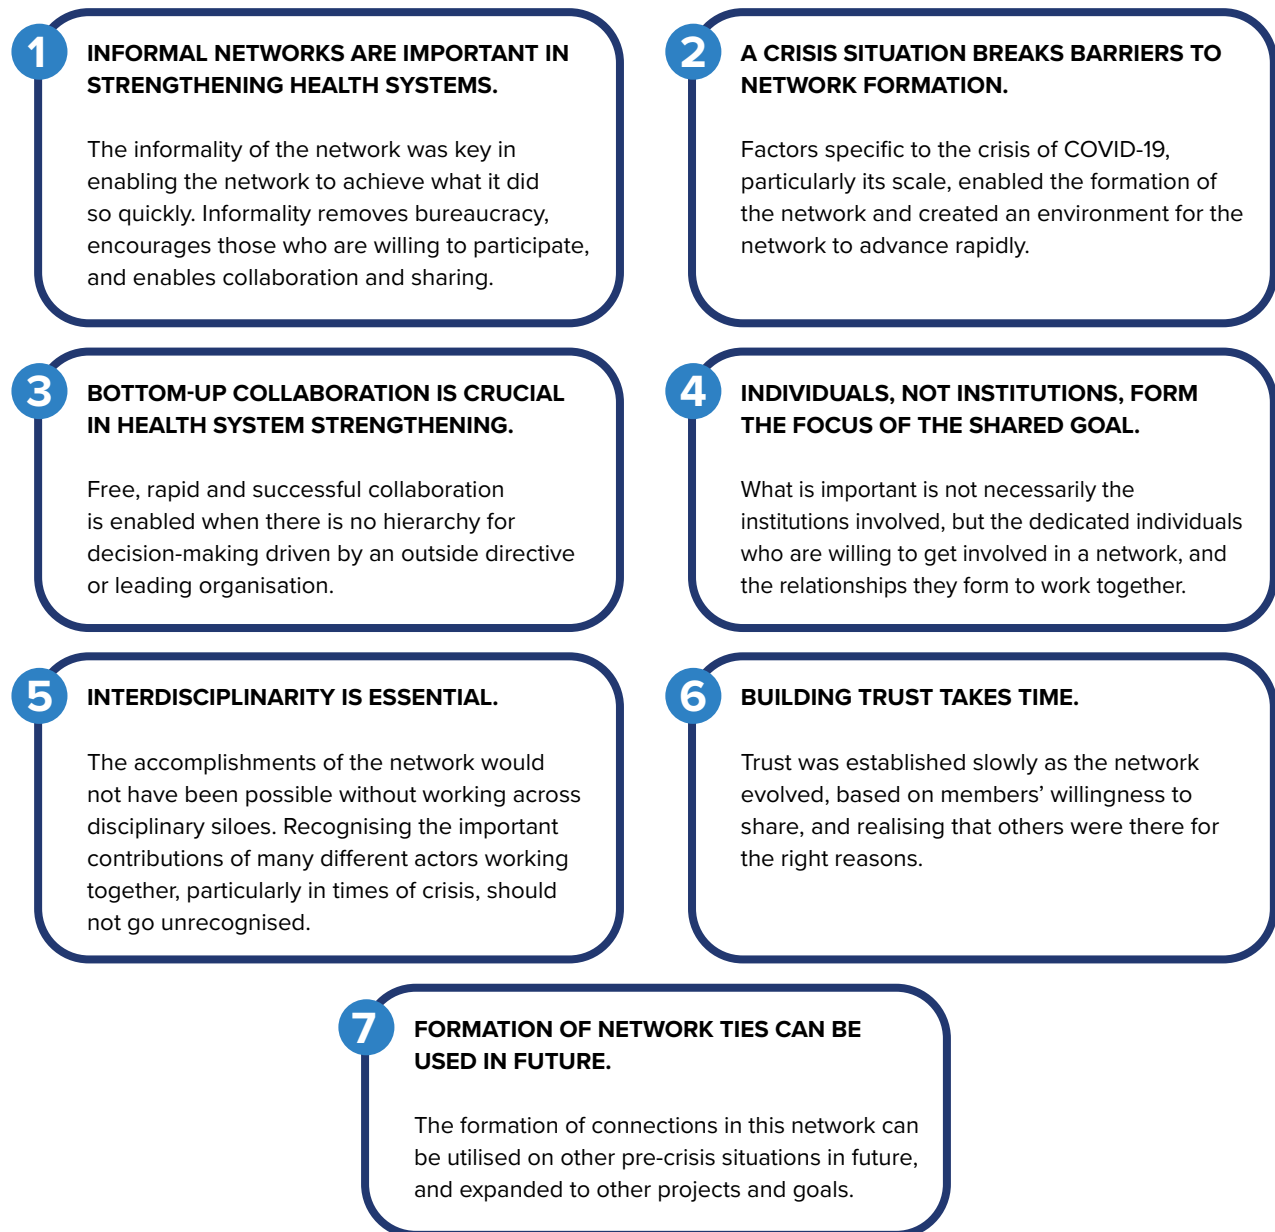 1
INFORMAL NETWORKS ARE IMPORTANT IN
STRENGTHENING HEALTH SYSTEMS.
The informality of the network was key in
enabling the network to achieve what it did
so quickly. Informality removes bureaucracy,
encourages those who are willing to participate,
and enables collaboration and sharing.
2
A CRISIS SITUATION BREAKS BARRIERS TO
NETWORK FORMATION.
Factors specific to the crisis of COVID-19,
particularly its scale, enabled the formation of
the network and created an environment for the
network to advance rapidly.
3
BOTTOM-UP COLLABORATION IS CRUCIAL
IN HEALTH SYSTEM STRENGTHENING.
Free, rapid and successful collaboration
is enabled when there is no hierarchy for
decision-making driven by an outside directive
or leading organisation.
4
INDIVIDUALS, NOT INSTITUTIONS, FORM
THE FOCUS OF THE SHARED GOAL.
What is important is not necessarily the
institutions involved, but the dedicated individuals
who are willing to get involved in a network, and
the relationships they form to work together.
5
INTERDISCIPLINARITY IS ESSENTIAL.
The accomplishments of the network would
not have been possible without working across
disciplinary siloes. Recognising the important
contributions of many different actors working
together, particularly in times of crisis, should
not go unrecognised.
6
BUILDING TRUST TAKES TIME.
Trust was established slowly as the network
evolved, based on members’ willingness to
share, and realising that others were there for
the right reasons.
7
FORMATION OF NETWORK TIES CAN BE
USED IN FUTURE.
The formation of connections in this network can
be utilised on other pre-crisis situations in future,
and expanded to other projects and goals.